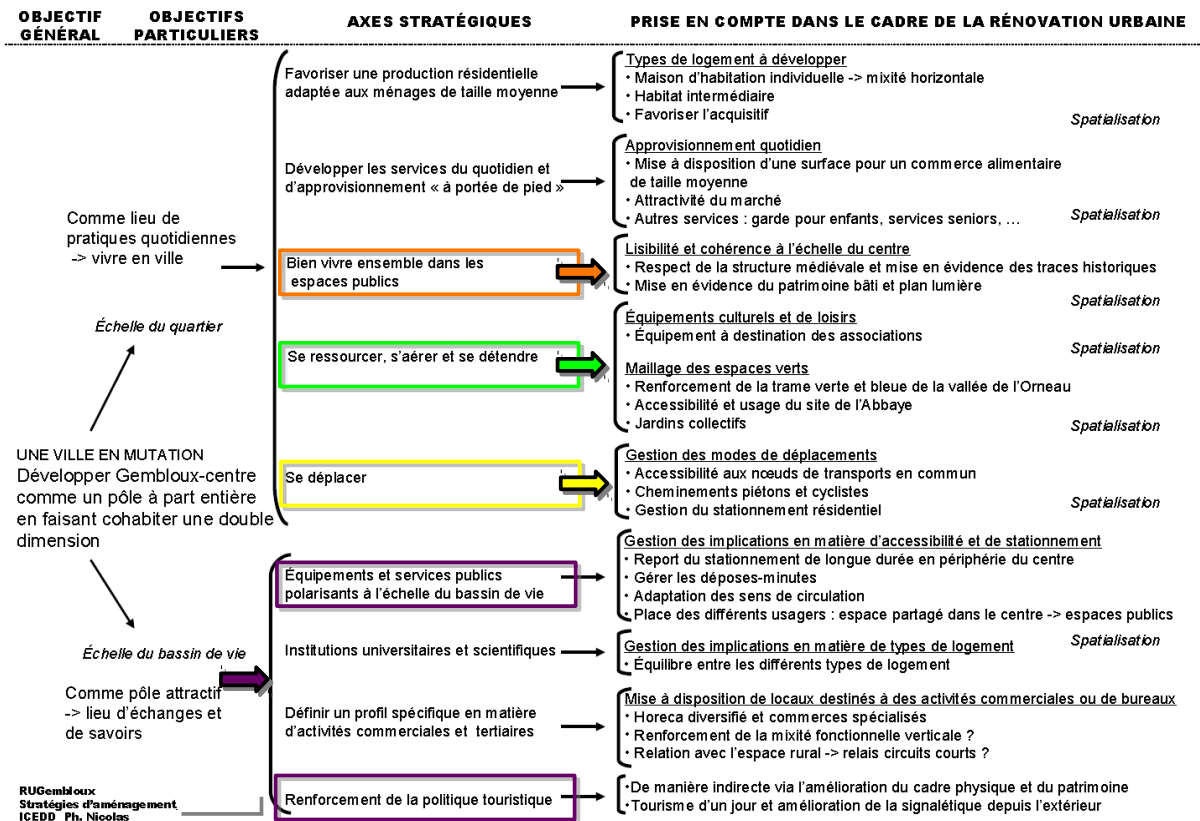 OBJECTIF
GÉNÉRAL
OBJECTIFS
PARTICULIERS
AXES STRATÉGIQUES
PRISE EN COMPTE DANS LE CADRE DE LA RÉNOVATION URBAINE
UNE VILLE EN MUTATION
Développer Gembloux-centre
comme un pôle à part entière
en faisant cohabiter une double
dimension
Comme lieu de
pratiques quotidiennes
-> vivre en ville
Échelle du quartier
Favoriser une production résidentielle
adaptée aux ménages de taille moyenne
Types de logement à développer
· Maison d'habitation individuelle -> mixité horizontale
· Habitat intermédiaire
· Favoriser l'acquisitif
Spatialisation
Développer les services du quotidien et
d'approvisionnement « à portée de pied »
Approvisionnement quotidien
· Mise à disposition d'une surface pour un commerce alimentaire
de taille moyenne
· Attractivité du marché
· Autres services : garde pour enfants, services seniors, …
Spatialisation
Bien vivre ensemble dans les
espaces publics
Lisibilité et cohérence à l'échelle du centre
· Respect de la structure médiévale et mise en évidence des traces historiques
· Mise en évidence du patrimoine bâti et plan lumière
Spatialisation
Se ressourcer, s'aérer et se détendre
Équipements culturels et de loisirs
· Équipement à destination des associations
Spatialisation
Maillage des espaces verts
· Renforcement de la trame verte et bleue de la vallée de l'Orneau
· Accessibilité et usage du site de l'Abbaye
· Jardins collectifs
Spatialisation
Se déplacer
Gestion des modes de déplacements
· Accessibilité aux nœuds de transports en commun
· Cheminements piétons et cyclistes
· Gestion du stationnement résidentiel
Spatialisation
Échelle du bassin de vie
Comme pôle attractif
-> lieu d'échanges et
de savoirs
Équipements et services publics
polarisants à l'échelle du bassin de vie
Gestion des implications en matière d'accessibilité et de stationnement
· Report du stationnement de longue durée en périphérie du centre
· Gérer les déposes-minutes
· Adaptation des sens de circulation
· Place des différents usagers : espace partagé dans le centre -> espaces publics
Spatialisation
Institutions universitaires et scientifiques
Gestion des implications en matière de types de logement
· Équilibre entre les différents types de logement
Définir un profil spécifique en matière
d'activités commerciales et tertiaires
Mise à disposition de locaux destinés à des activités commerciales ou de bureaux
· Horeca diversifié et commerces spécialisés
· Renforcement de la mixité fonctionnelle verticale ?
· Relation avec l'espace rural -> relais circuits courts ?
Renforcement de la politique touristique
·De manière indirecte via l'amélioration du cadre physique et du patrimoine
·Tourisme d'un jour et amélioration de la signalétique depuis l'extérieur
RUGembloux
Stratégies d'aménagement
ICEDD Ph. Nicolas